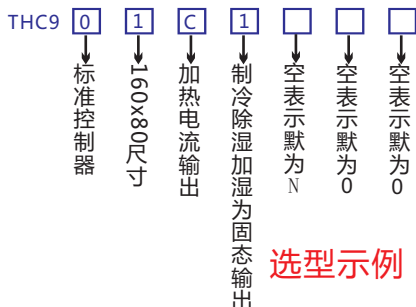 THC9 0 1 C 1
标准控制器
160x80尺寸
加热电流输出
制冷除湿加湿为固态输出
空表示默为N
空表示默为0
空表示默为0
选型示例